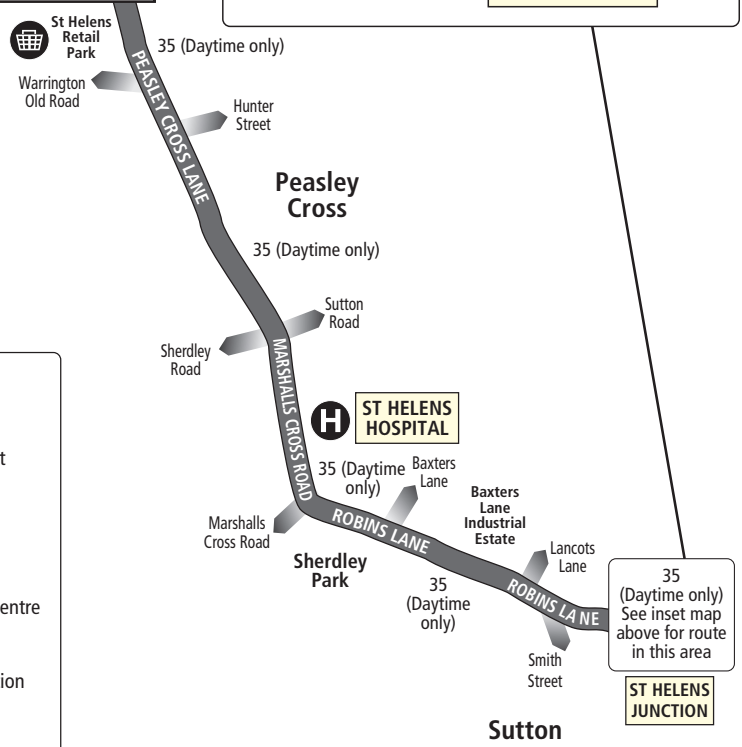 St Helens
Retail
Park
35 (Daytime only)
PEASLEY CROSS LANE
Warrington
Old Road
Hunter
Street
Peasley
Cross
35 (Daytime only)
Sutton
Road
Sherdley
Road
MARSHALLS CROSS ROAD
H
ST HELENS
HOSPITAL
t
35 (Daytime
only)
Baxters
Lane
Marshalls
Cross Road
ROBINS LANE
Baxters
Lane
Industrial
Estate
Sherdley
Park
Lancots
Lane
35
(Daytime
only)
ROBINS LANE
entre
35
(Daytime only)
See inset map
above for route
in this area
Smith
Street
ion
ST HELENS
JUNCTION
Sutton